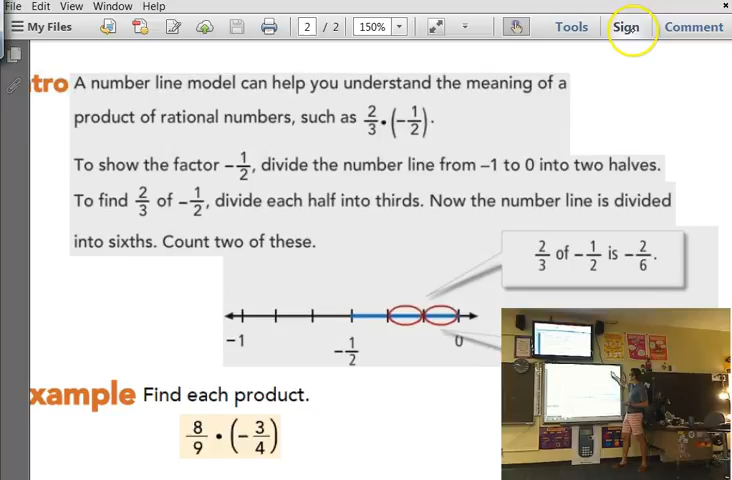 File Edit View Window Help
My Files 2 / 2 150% Tools Sign Comment
tro A number line model can help you understand the meaning of a
product of rational numbers, such as 2/3 • (−1/2).
To show the factor −1/2, divide the number line from −1 to 0 into two halves.
To find 2/3 of −1/2, divide each half into thirds. Now the number line is divided
into sixths. Count two of these.
2/3 of −1/2 is −2/6.
−1 −1/2 0
xample Find each product.
8/9 • (−3/4)